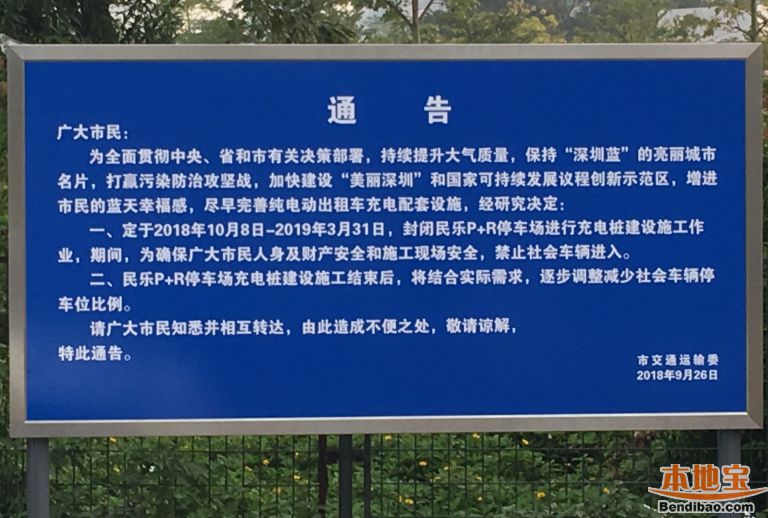 通 告
广大市民：
为全面贯彻中央、省和市有关决策部署，持续提升大气质量，保持“深圳蓝”的亮丽城市
名片，打赢污染防治攻坚战，加快建设“美丽深圳”和国家可持续发展议程创新示范区，增进
市民的蓝天幸福感，尽早完善纯电动出租车充电配套设施，经研究决定：
一、定于2018年10月8日-2019年3月31日，封闭民乐P+R停车场进行充电桩建设施工作
业，期间，为确保广大市民人身及财产安全和施工现场安全，禁止社会车辆进入。
二、民乐P+R停车场充电桩建设施工结束后，将结合实际需求，逐步调整减少社会车辆停
车位比例。
请广大市民知悉并相互转达，由此造成不便之处，敬请谅解，
特此通告。
市交通运输委
2018年9月26日
本地宝
Bendibao.com